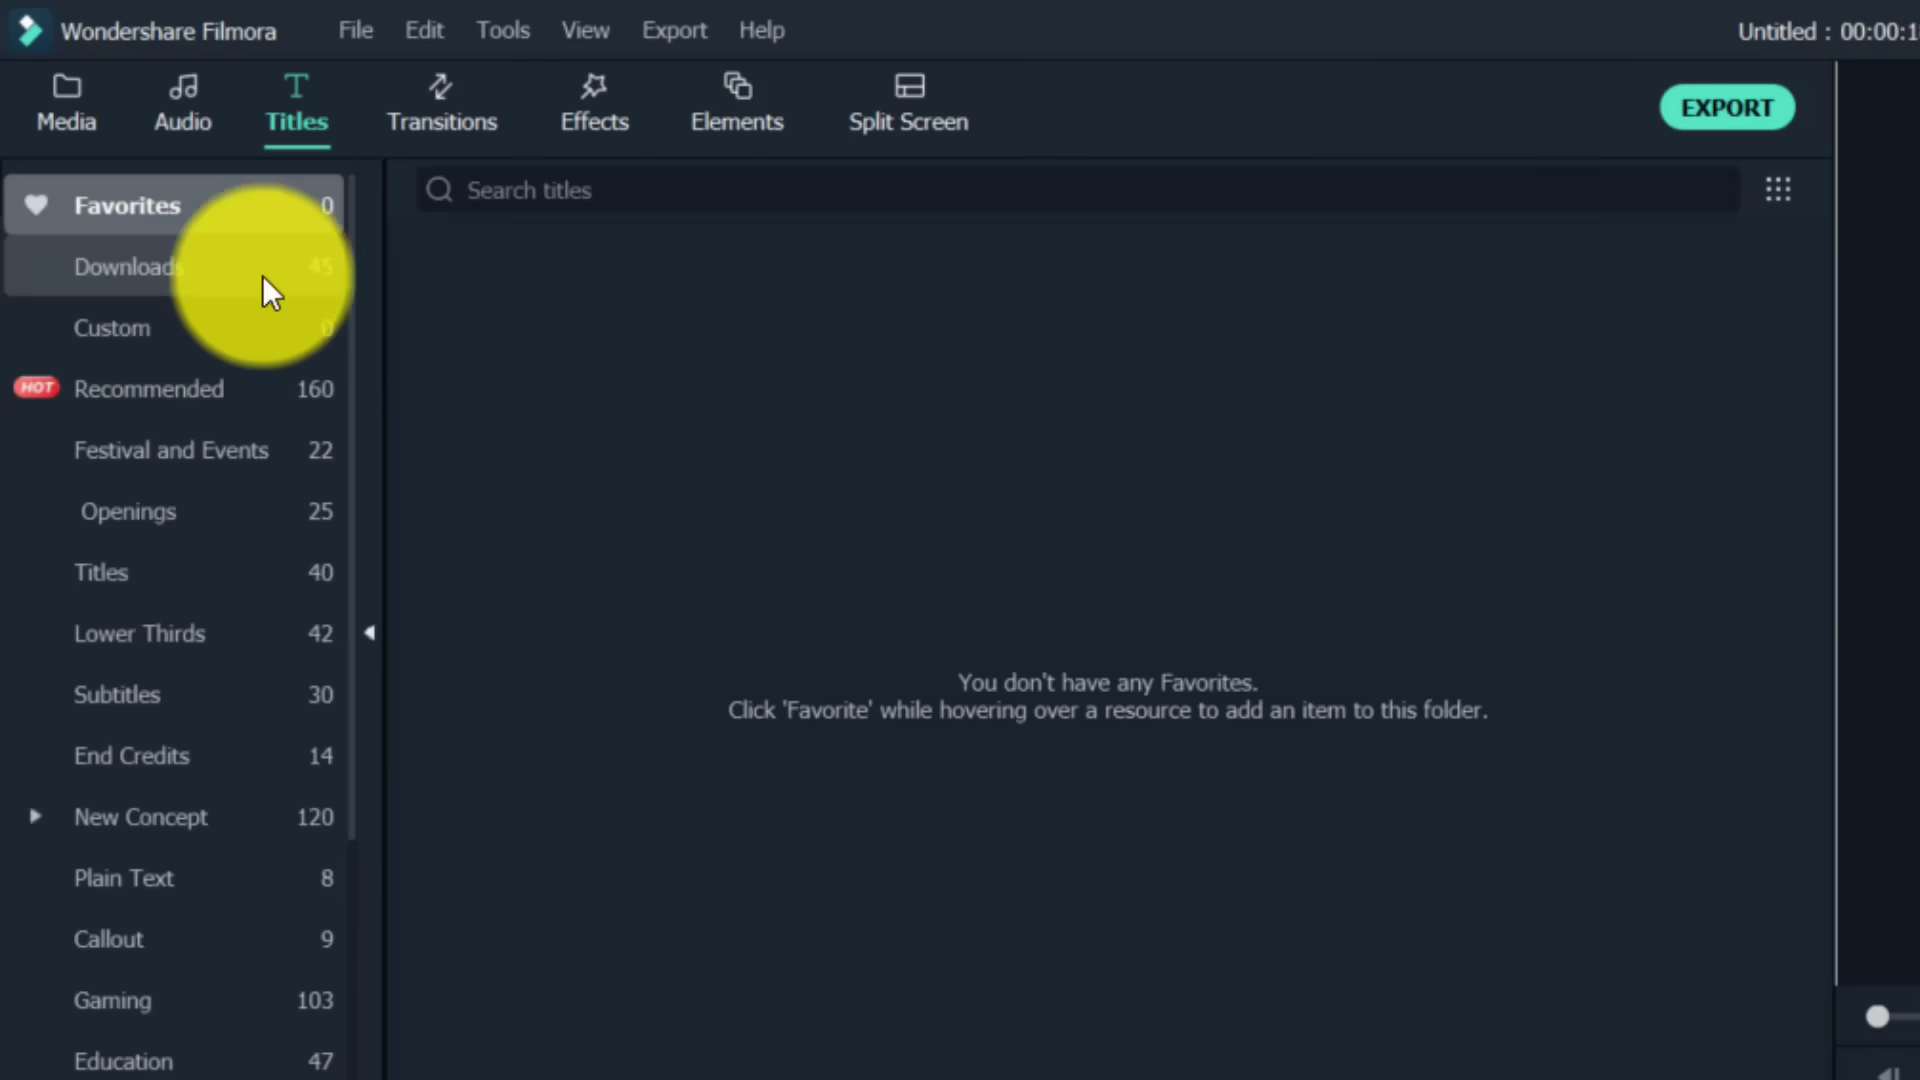 Wondershare Filmora File Edit Tools View Export Help Untitled : 00:00:1
Media Audio Titles Transitions Effects Elements Split Screen EXPORT
Favorites 0
Search titles
Downloads 45
Custom 0
HOT Recommended 160
Festival and Events 22
Openings 25
Titles 40
Lower Thirds 42
Subtitles 30
You don't have any Favorites.
Click 'Favorite' while hovering over a resource to add an item to this folder.
End Credits 14
New Concept 120
Plain Text 8
Callout 9
Gaming 103
Education 47